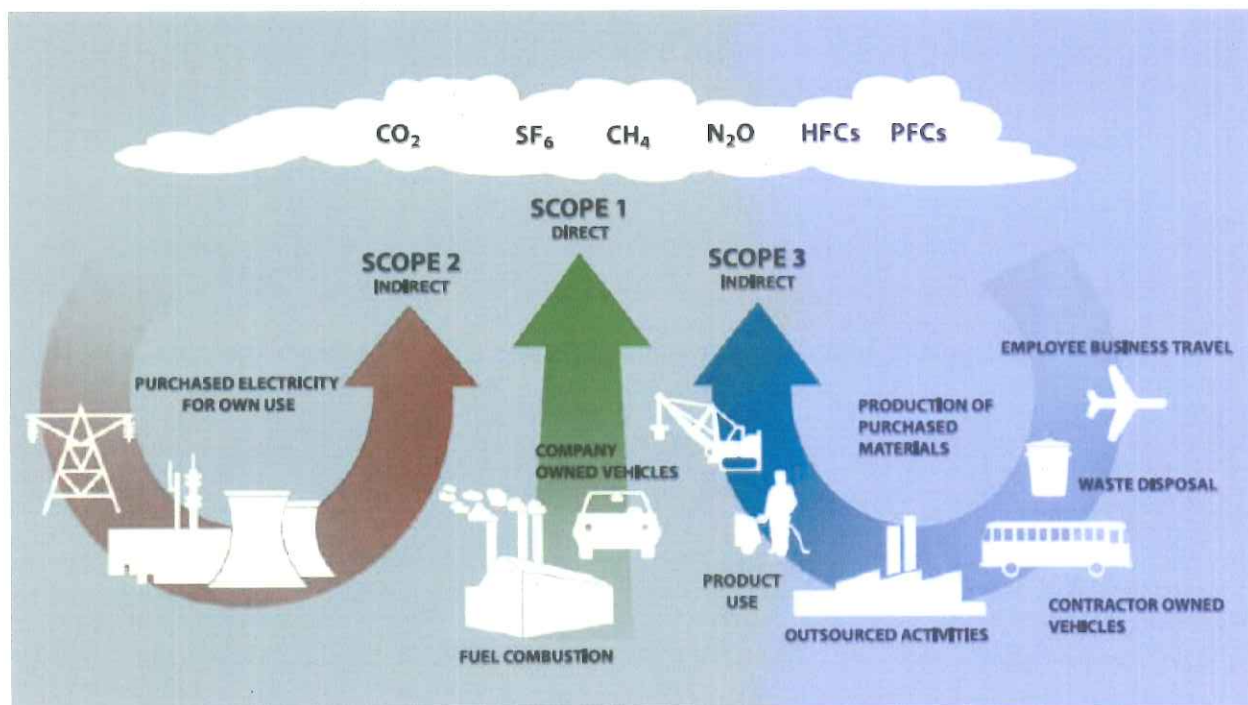 CO₂ SF₆ CH₄ N₂O HFCs PFCs
SCOPE 1
DIRECT
SCOPE 2
INDIRECT
SCOPE 3
INDIRECT
PURCHASED ELECTRICITY
FOR OWN USE
COMPANY
OWNED VEHICLES
FUEL COMBUSTION
EMPLOYEE BUSINESS TRAVEL
PRODUCTION OF
PURCHASED
MATERIALS
WASTE DISPOSAL
PRODUCT
USE
OUTSOURCED ACTIVITIES
CONTRACTOR OWNED
VEHICLES